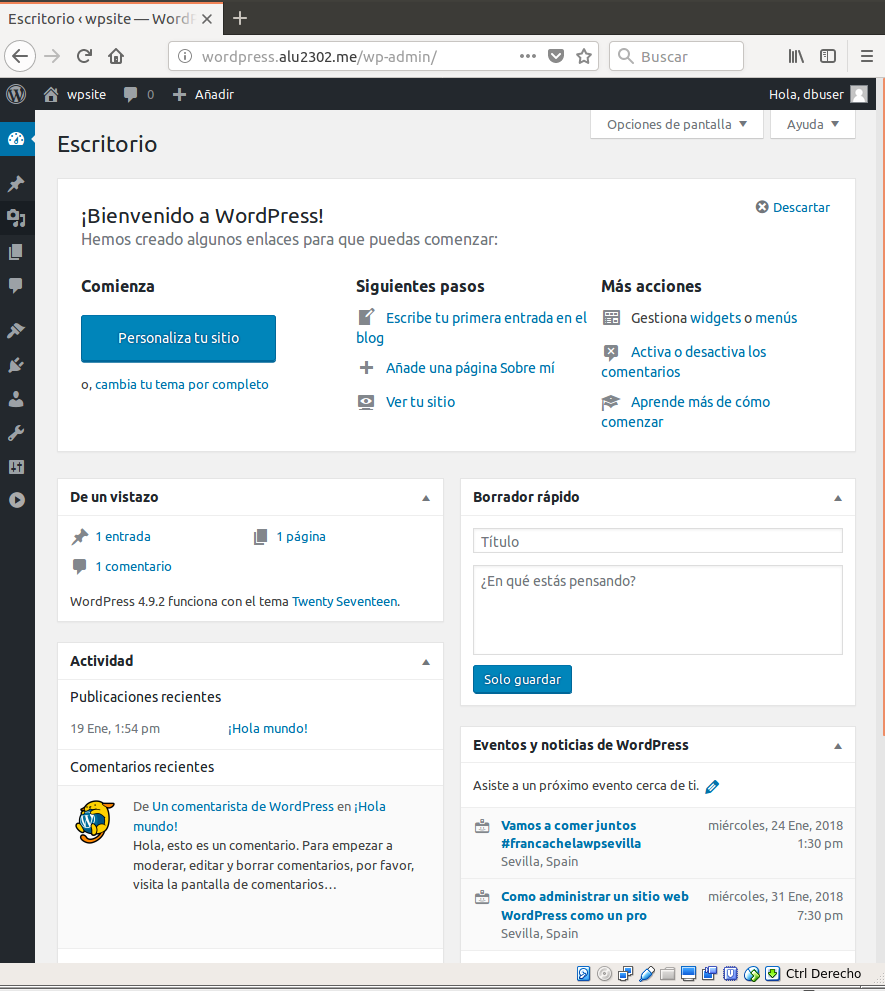 Escritorio ‹ wpsite — WordP
wordpress.alu2302.me/wp-admin/
Buscar
wpsite 0 Añadir Hola, dbuser
Opciones de pantalla Ayuda
Escritorio
¡Bienvenido a WordPress!
Descartar
Hemos creado algunos enlaces para que puedas comenzar:
Comienza
Personaliza tu sitio
o, cambia tu tema por completo
Siguientes pasos
Escribe tu primera entrada en el
blog
Añade una página Sobre mí
Ver tu sitio
Más acciones
Gestiona widgets o menús
Activa o desactiva los
comentarios
Aprende más de cómo
comenzar
De un vistazo
1 entrada
1 página
1 comentario
WordPress 4.9.2 funciona con el tema Twenty Seventeen.
Actividad
Publicaciones recientes
19 Ene, 1:54 pm ¡Hola mundo!
Comentarios recientes
De Un comentarista de WordPress en ¡Hola
mundo!
Hola, esto es un comentario. Para empezar a
moderar, editar y borrar comentarios, por favor,
visita la pantalla de comentarios…
Borrador rápido
Título
¿En qué estás pensando?
Solo guardar
Eventos y noticias de WordPress
Asiste a un próximo evento cerca de ti.
Vamos a comer juntos miércoles, 24 Ene, 2018
#francachelawpsevilla 1:30 pm
Sevilla, Spain
Como administrar un sitio web miércoles, 31 Ene, 2018
WordPress como un pro 7:30 pm
Sevilla, Spain
Ctrl Derecho